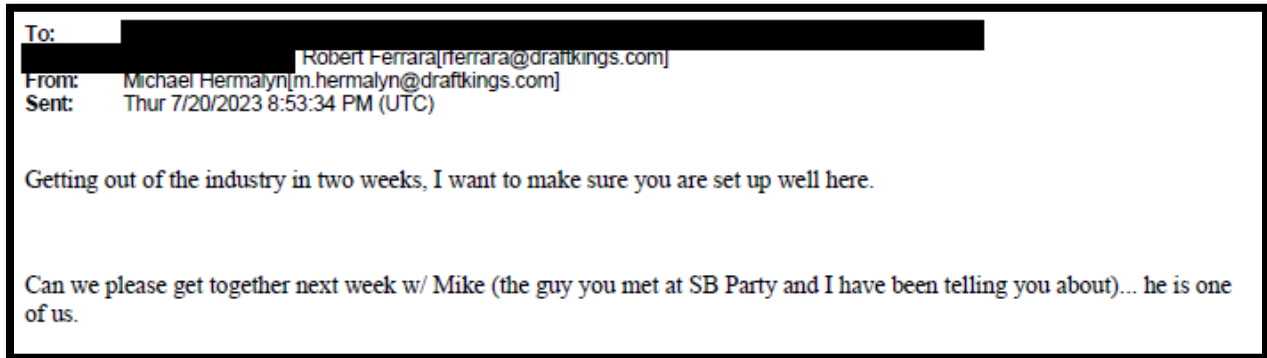 To:
Robert Ferrara[rferrara@draftkings.com]
From: Michael Hermalyn[m.hermalyn@draftkings.com]
Sent: Thur 7/20/2023 8:53:34 PM (UTC)
Getting out of the industry in two weeks, I want to make sure you are set up well here.
Can we please get together next week w/ Mike (the guy you met at SB Party and I have been telling you about)... he is one
of us.